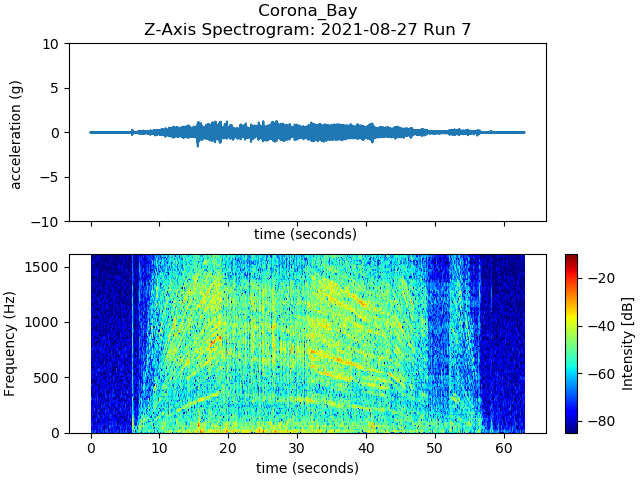 Corona_Bay
Z-Axis Spectrogram: 2021-08-27 Run 7
10
5
0
−5
−10
acceleration (g)
time (seconds)
1500
1000
500
0
Frequency (Hz)
0 10 20 30 40 50 60
time (seconds)
−20
−40
−60
−80
Intensity [dB]